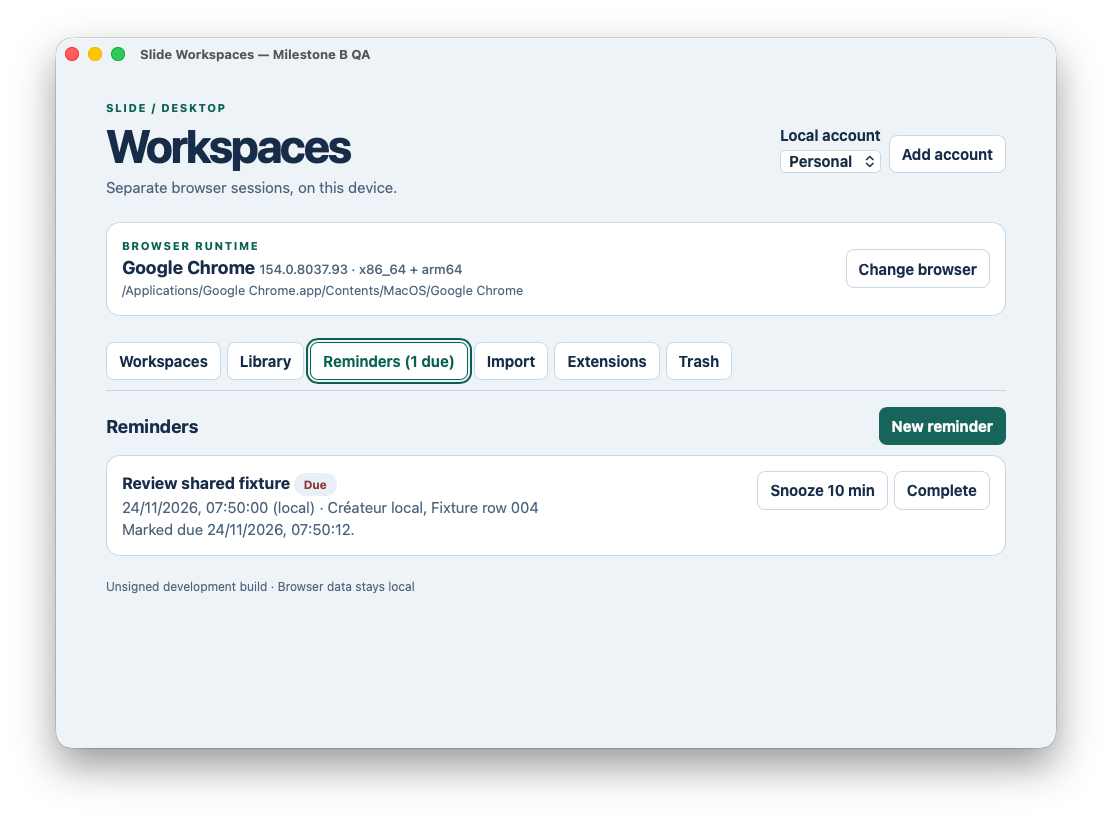 Slide Workspaces — Milestone B QA
SLIDE / DESKTOP
Workspaces
Separate browser sessions, on this device.
Local account
Personal
Add account
BROWSER RUNTIME
Google Chrome 154.0.8037.93 · x86_64 + arm64
/Applications/Google Chrome.app/Contents/MacOS/Google Chrome
Change browser
Workspaces Library Reminders (1 due) Import Extensions Trash
Reminders
New reminder
Review shared fixture Due
24/11/2026, 07:50:00 (local) · Créateur local, Fixture row 004
Marked due 24/11/2026, 07:50:12.
Snooze 10 min Complete
Unsigned development build · Browser data stays local